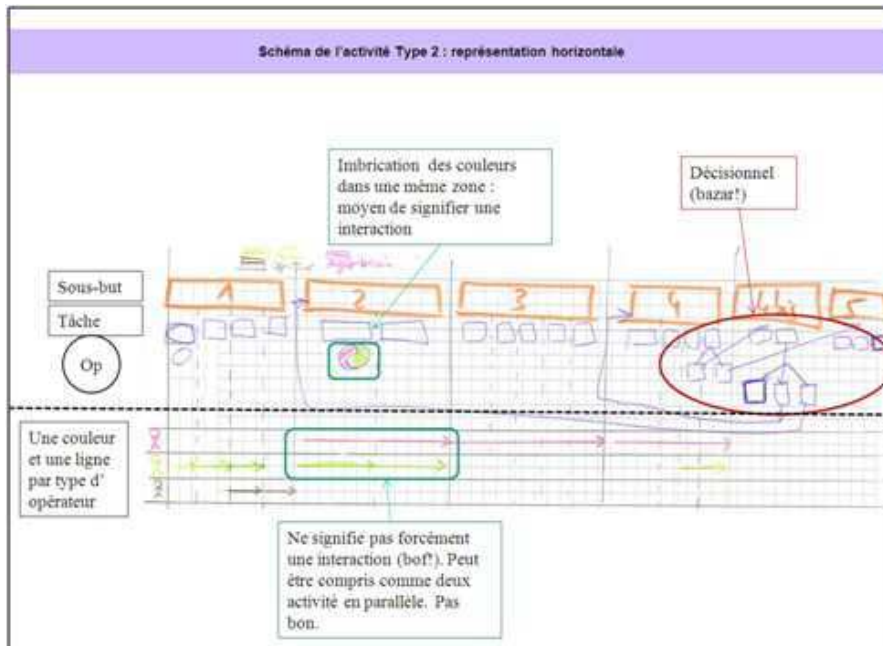 Schéma de l'activité Type 2 : représentation horizontale
Imbrication des couleurs
dans une même zone :
moyen de signifier une
interaction
Décisionnel
(bazar!)
Sous-but
1
2
3
4
5
Tâche
Op
Une couleur
et une ligne
par type d'
opérateur
Ne signifie pas forcément
une interaction (bof!). Peut
être compris comme deux
activité en parallèle. Pas
bon.